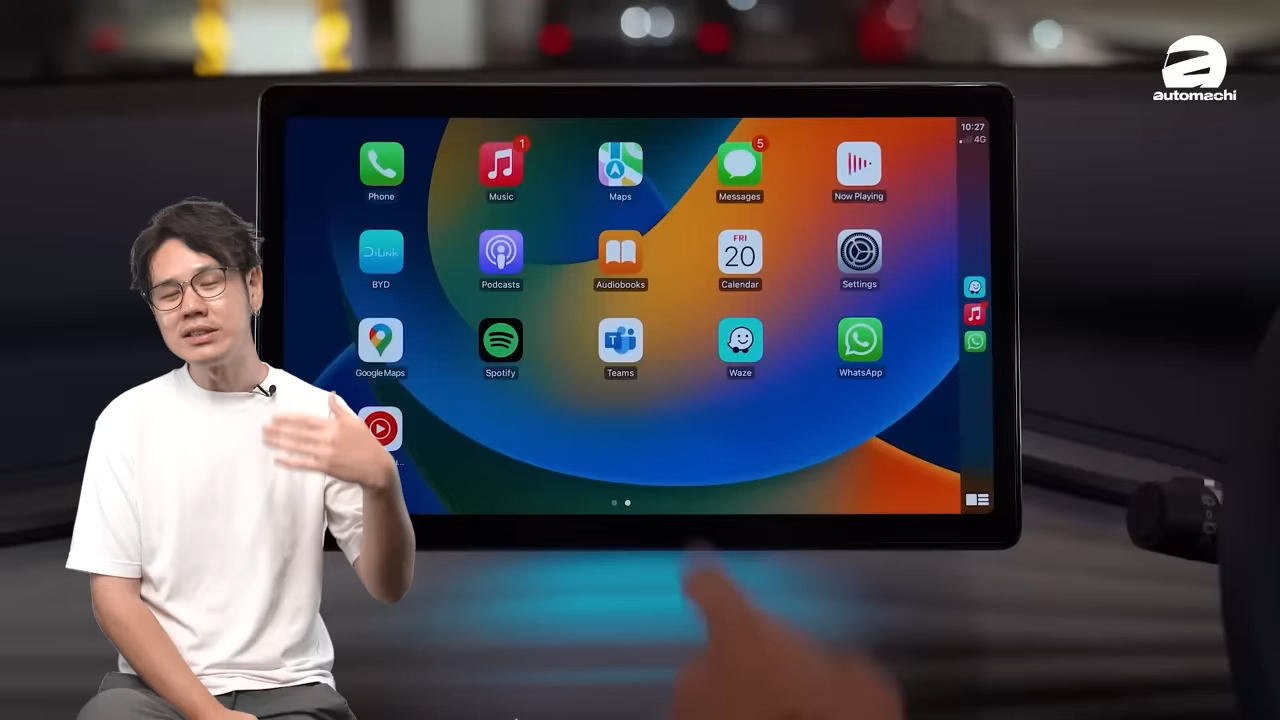 automachi
10:27
4G
1
5
Phone
Music
Maps
Messages
Now Playing
DiLink
FRI
20
BYD
Podcasts
Audiobooks
Calendar
Settings
T
Google Maps
Spotify
Teams
Waze
WhatsApp